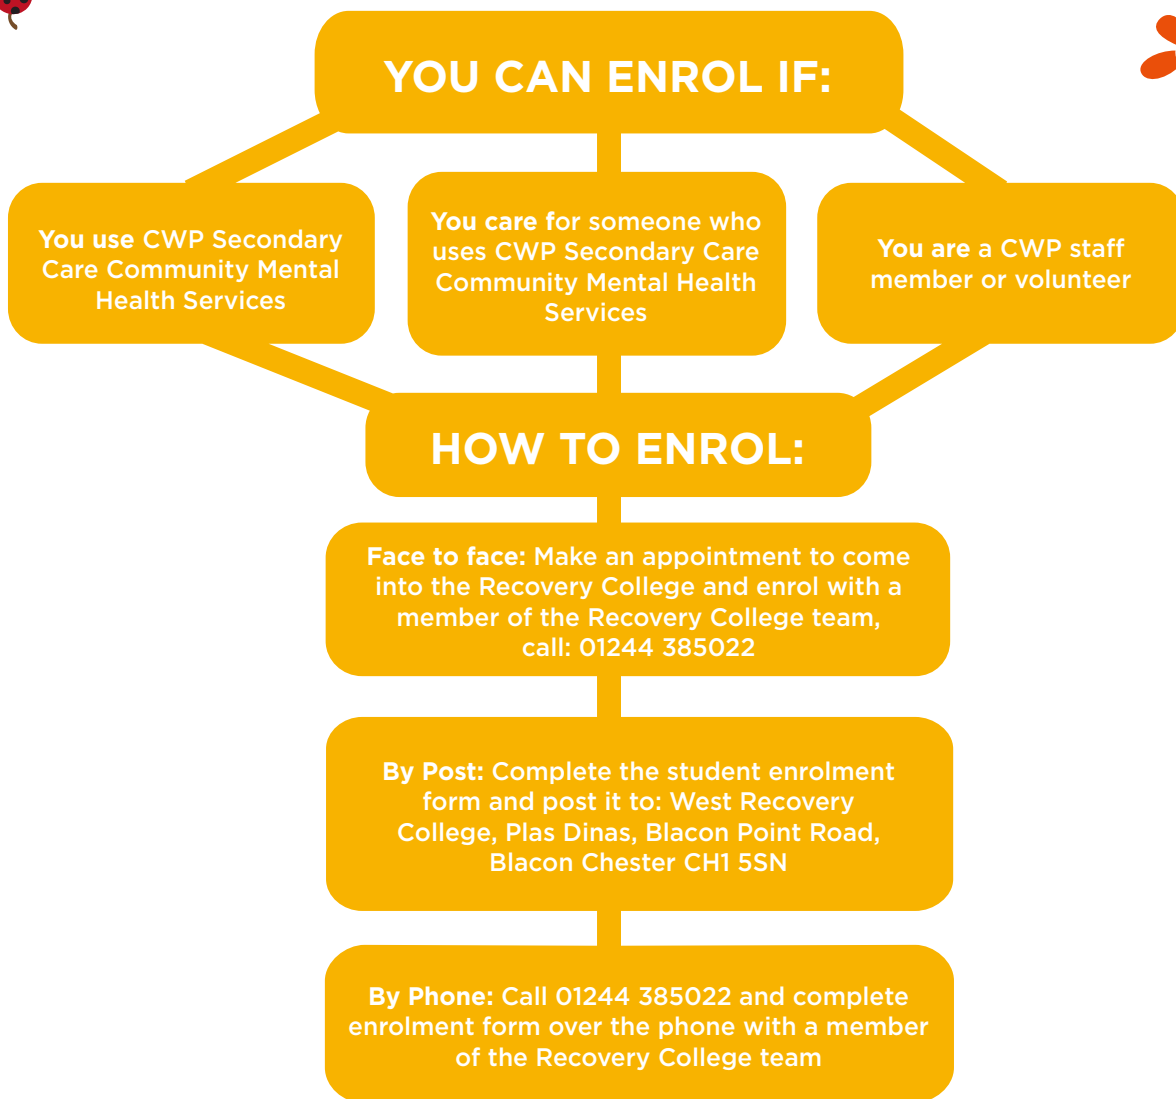 YOU CAN ENROL IF:
You use CWP Secondary
Care Community Mental
Health Services
You care for someone who
uses CWP Secondary Care
Community Mental Health
Services
You are a CWP staff
member or volunteer
HOW TO ENROL:
Face to face: Make an appointment to come
into the Recovery College and enrol with a
member of the Recovery College team,
call: 01244 385022
By Post: Complete the student enrolment
form and post it to: West Recovery
College, Plas Dinas, Blacon Point Road,
Blacon Chester CH1 5SN
By Phone: Call 01244 385022 and complete
enrolment form over the phone with a member
of the Recovery College team